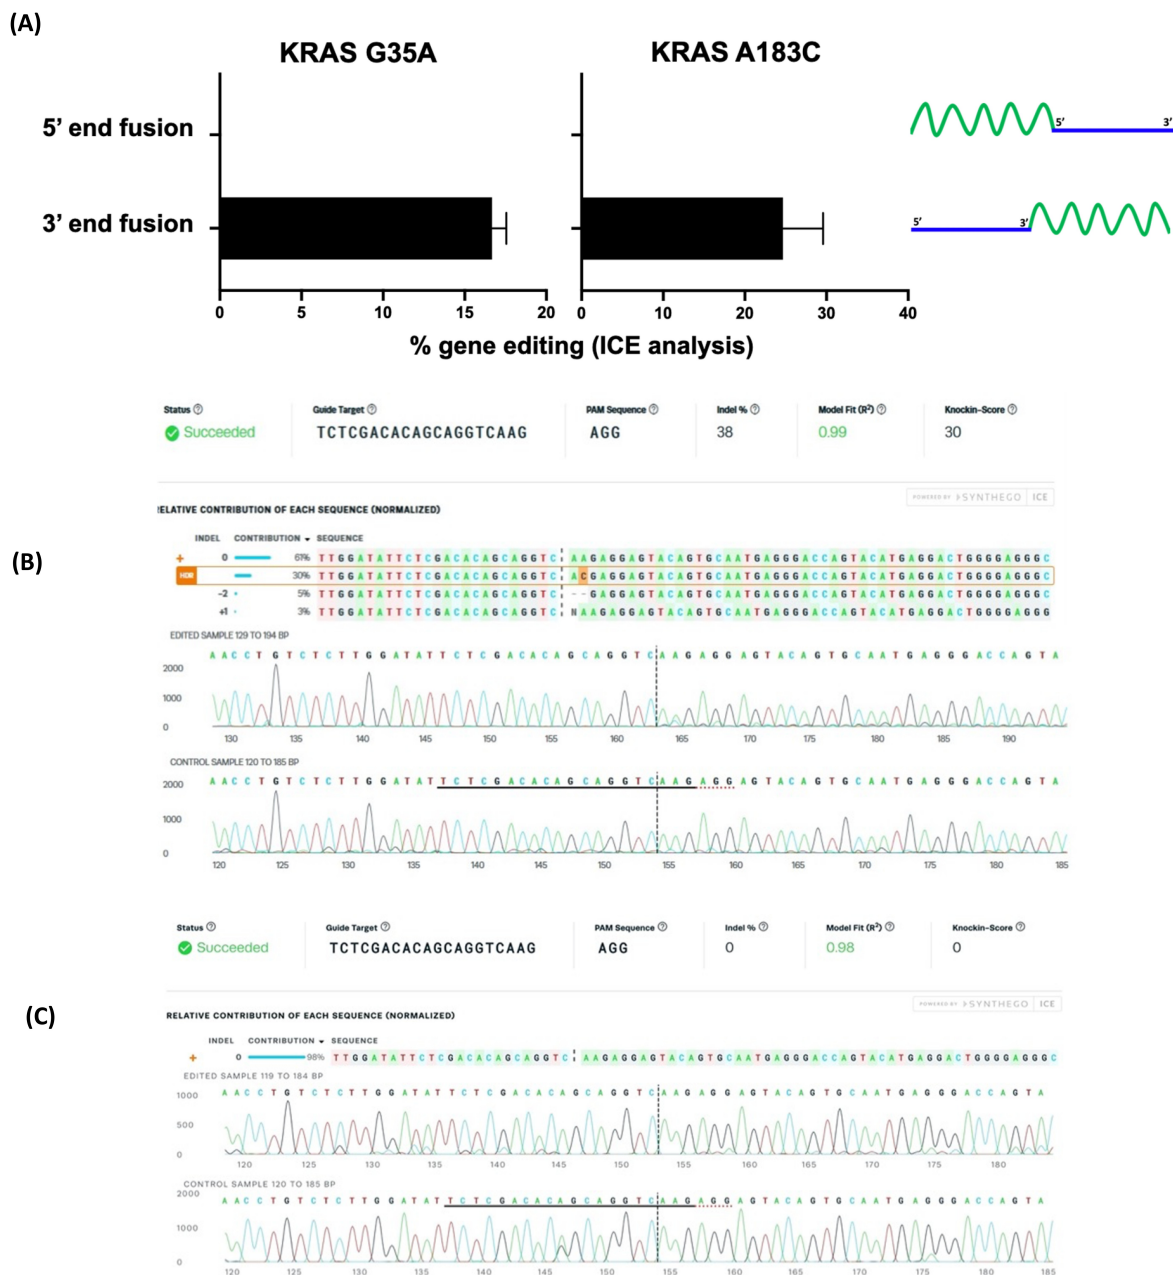 (A)
KRAS G35A
KRAS A183C
5' end fusion
5' 3'
3' end fusion
5' 3'
0 5 10 15 20
0 10 20 30 40
% gene editing (ICE analysis)
(B)
Status Guide Target PAM Sequence Indel % Model Fit (R²) Knockin-Score
Succeeded TCTCGACACAGCAGGTCAAG AGG 38 0.99 30
POWERED BY SYNTHEGO ICE
RELATIVE CONTRIBUTION OF EACH SEQUENCE (NORMALIZED)
INDEL CONTRIBUTION SEQUENCE
+ 0 61% TTGGATATTCTCGACACAGCAGGTC AAGAGGAGTACAGTGCAATGAGGGACCAGTACATGAGGACTGGGGAGGGC
HDR 30% TTGGATATTCTCGACACAGCAGGTC ACGAGGAGTACAGTGCAATGAGGGACCAGTACATGAGGACTGGGGAGGGC
-2 5% TTGGATATTCTCGACACAGCAGGTC --GAGGAGTACAGTGCAATGAGGGACCAGTACATGAGGACTGGGGAGGGC
+1 3% TTGGATATTCTCGACACAGCAGGTC NAAGAGGAGTACAGTGCAATGAGGGACCAGTACATGAGGACTGGGGAGGG
EDITED SAMPLE 129 TO 194 BP
AACCTGTCTCTTGGATATTCTCGACACAGCAGGTCAAGAGGAGTACAGTGCAATGAGGGACCAGTA
2000
1000
0
130 135 140 145 150 155 160 165 170 175 180 185 190
CONTROL SAMPLE 120 TO 185 BP
AACCTGTCTCTTGGATATTCTCGACACAGCAGGTCAAGAGGAGTACAGTGCAATGAGGGACCAGTA
2000
1000
0
120 125 130 135 140 145 150 155 160 165 170 175 180 185
(C)
Status Guide Target PAM Sequence Indel % Model Fit (R²) Knockin-Score
Succeeded TCTCGACACAGCAGGTCAAG AGG 0 0.98 0
POWERED BY SYNTHEGO ICE
RELATIVE CONTRIBUTION OF EACH SEQUENCE (NORMALIZED)
INDEL CONTRIBUTION SEQUENCE
+ 0 98% TTGGATATTCTCGACACAGCAGGTC AAGAGGAGTACAGTGCAATGAGGGACCAGTACATGAGGACTGGGGAGGGC
EDITED SAMPLE 119 TO 184 BP
AACCTGTCTCTTGGATATTCTCGACACAGCAGGTCAAGAGGAGTACAGTGCAATGAGGGACCAGTA
1000
500
0
120 125 130 135 140 145 150 155 160 165 170 175 180
CONTROL SAMPLE 120 TO 185 BP
AACCTGTCTCTTGGATATTCTCGACACAGCAGGTCAAGAGGAGTACAGTGCAATGAGGGACCAGTA
2000
1000
0
120 125 130 135 140 145 150 155 160 165 170 175 180 185